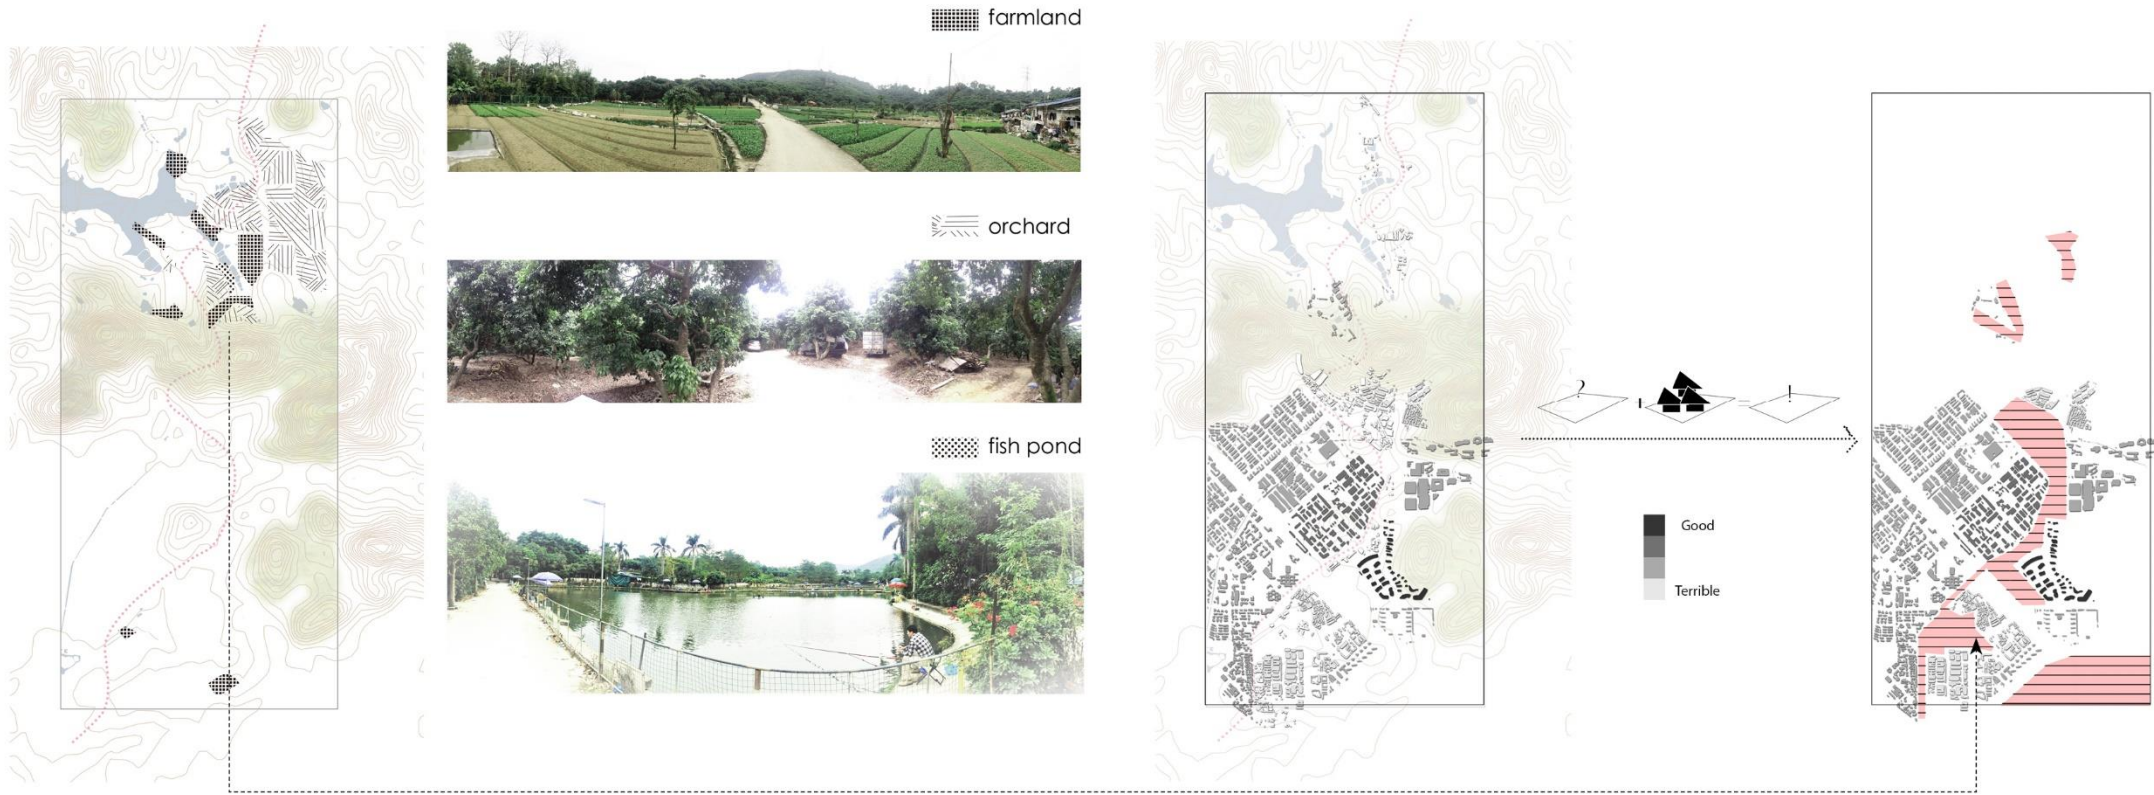 farmland
orchard
fish pond
? + = !
Good
Terrible